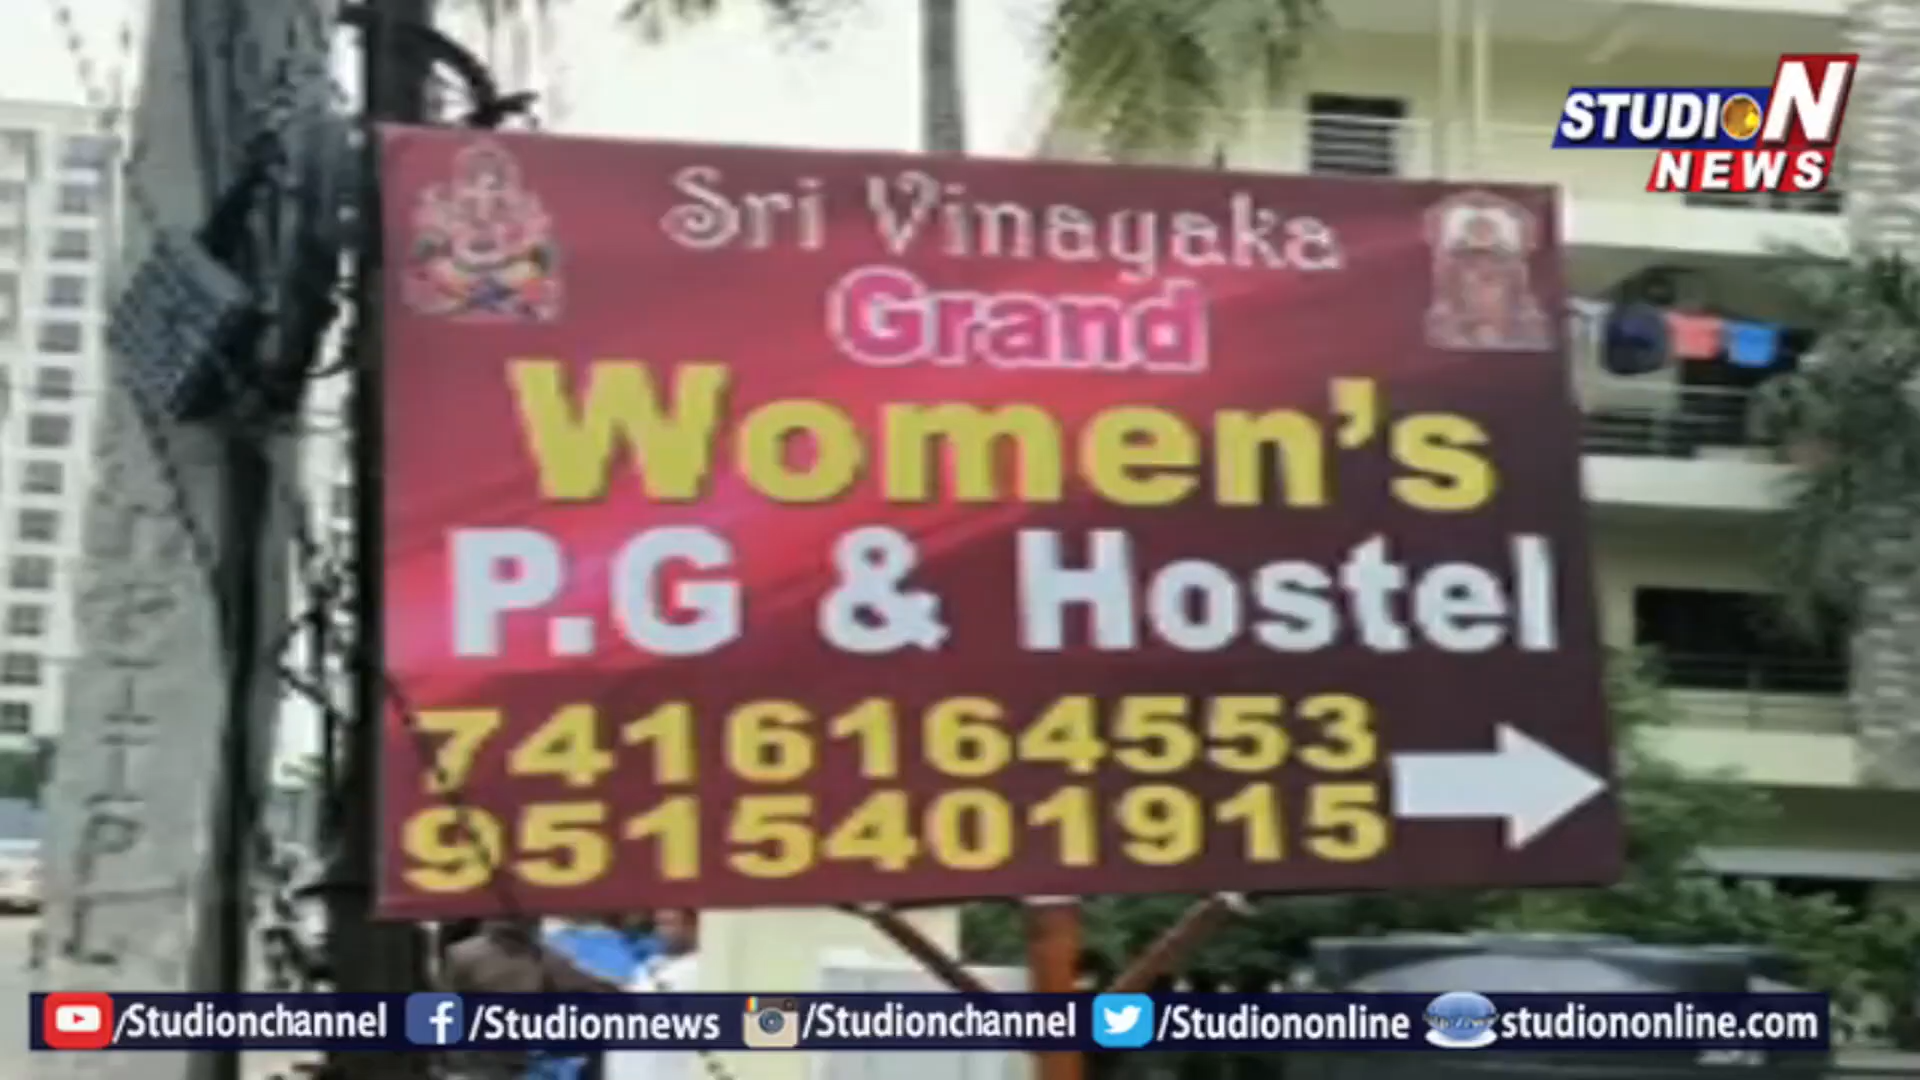 STUDIO N
NEWS
Sri Vinayaka
Grand
Women's
P.G & Hostel
7416164553
9515401915
/Studionchannel /Studionnews /Studionchannel /Studiononline studiononline.com